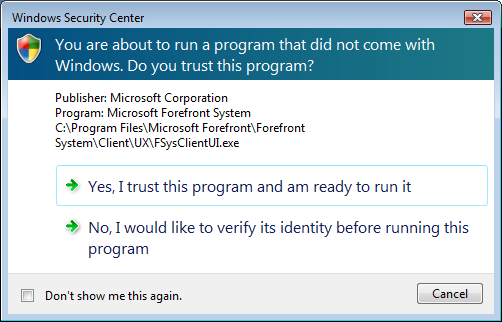 Windows Security Center
You are about to run a program that did not come with
Windows. Do you trust this program?
Publisher: Microsoft Corporation
Program: Microsoft Forefront System
C:\Program Files\Microsoft Forefront\Forefront
System\Client\UX\FSysClientUI.exe
Yes, I trust this program and am ready to run it
No, I would like to verify its identity before running this
program
Don't show me this again.
Cancel